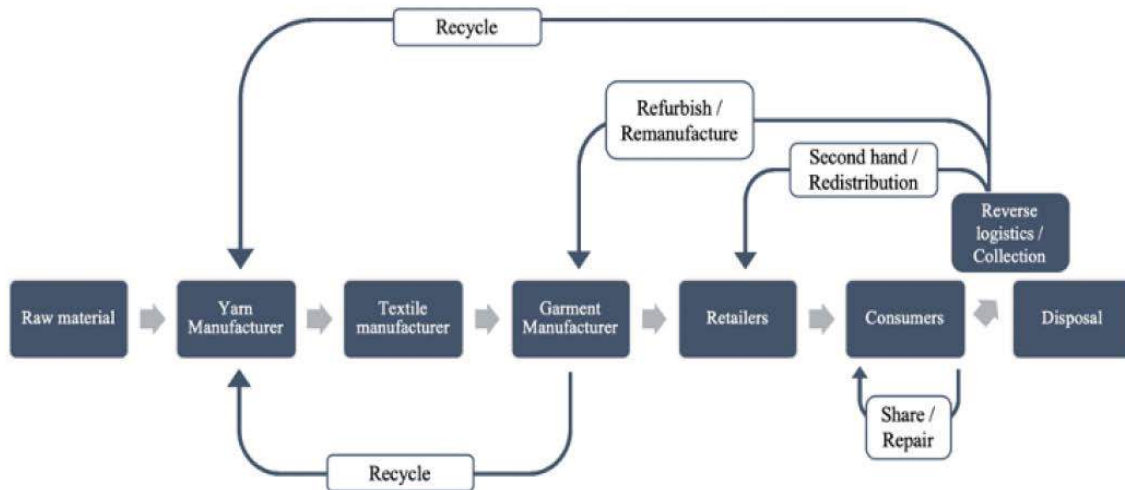 Recycle
Refurbish /
Remanufacture
Second hand /
Redistribution
Reverse
logistics /
Collection
Raw material
Yarn
Manufacturer
Textile
manufacturer
Garment
Manufacturer
Retailers
Consumers
Disposal
Share /
Repair
Recycle